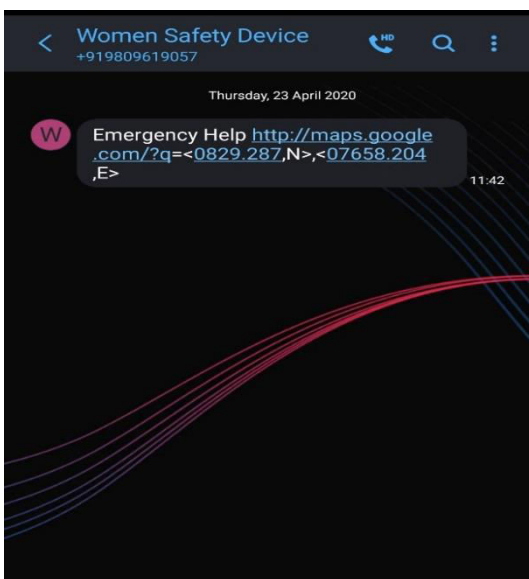 Women Safety Device
+919809619057
HD
Thursday, 23 April 2020
W
Emergency Help http://maps.google
.com/?q=<0829.287,N>,<07658.204
,E>
11:42